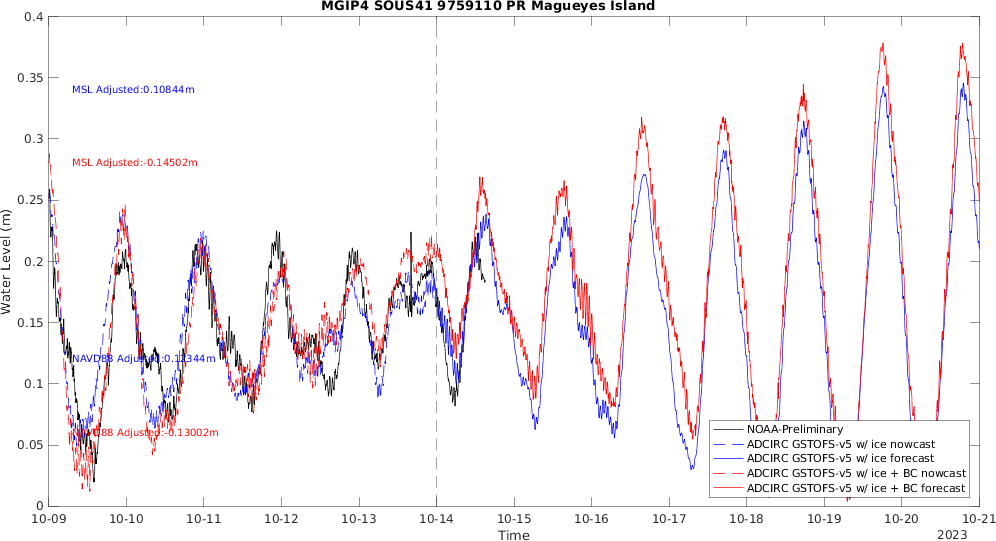 MGIP4 SOUS41 9759110 PR Magueyes Island
Water Level (m)
0.4
0.35
0.3
0.25
0.2
0.15
0.1
0.05
0
MSL Adjusted:0.10844m
MSL Adjusted:-0.14502m
NAVD88 Adjusted:0.12344m
NAVD88 Adjusted:-0.13002m
NOAA-Preliminary
ADCIRC GSTOFS-v5 w/ ice nowcast
ADCIRC GSTOFS-v5 w/ ice forecast
ADCIRC GSTOFS-v5 w/ ice + BC nowcast
ADCIRC GSTOFS-v5 w/ ice + BC forecast
10-09 10-10 10-11 10-12 10-13 10-14 10-15 10-16 10-17 10-18 10-19 10-20 10-21
Time
2023